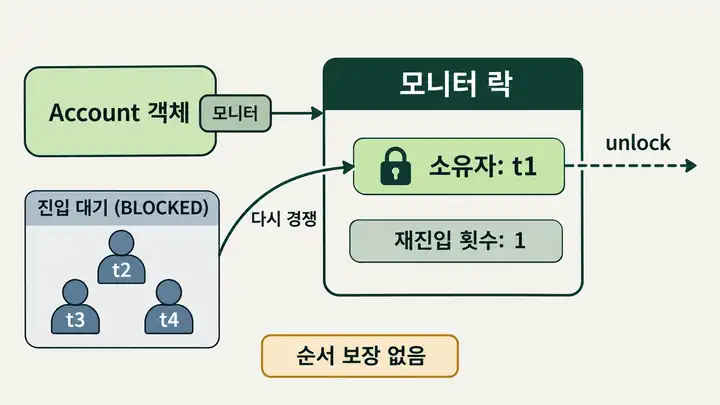 Account 객체
모니터
모니터 락
소유자: t1
재진입 횟수: 1
unlock
진입 대기 (BLOCKED)
t2
t3
t4
다시 경쟁
순서 보장 없음